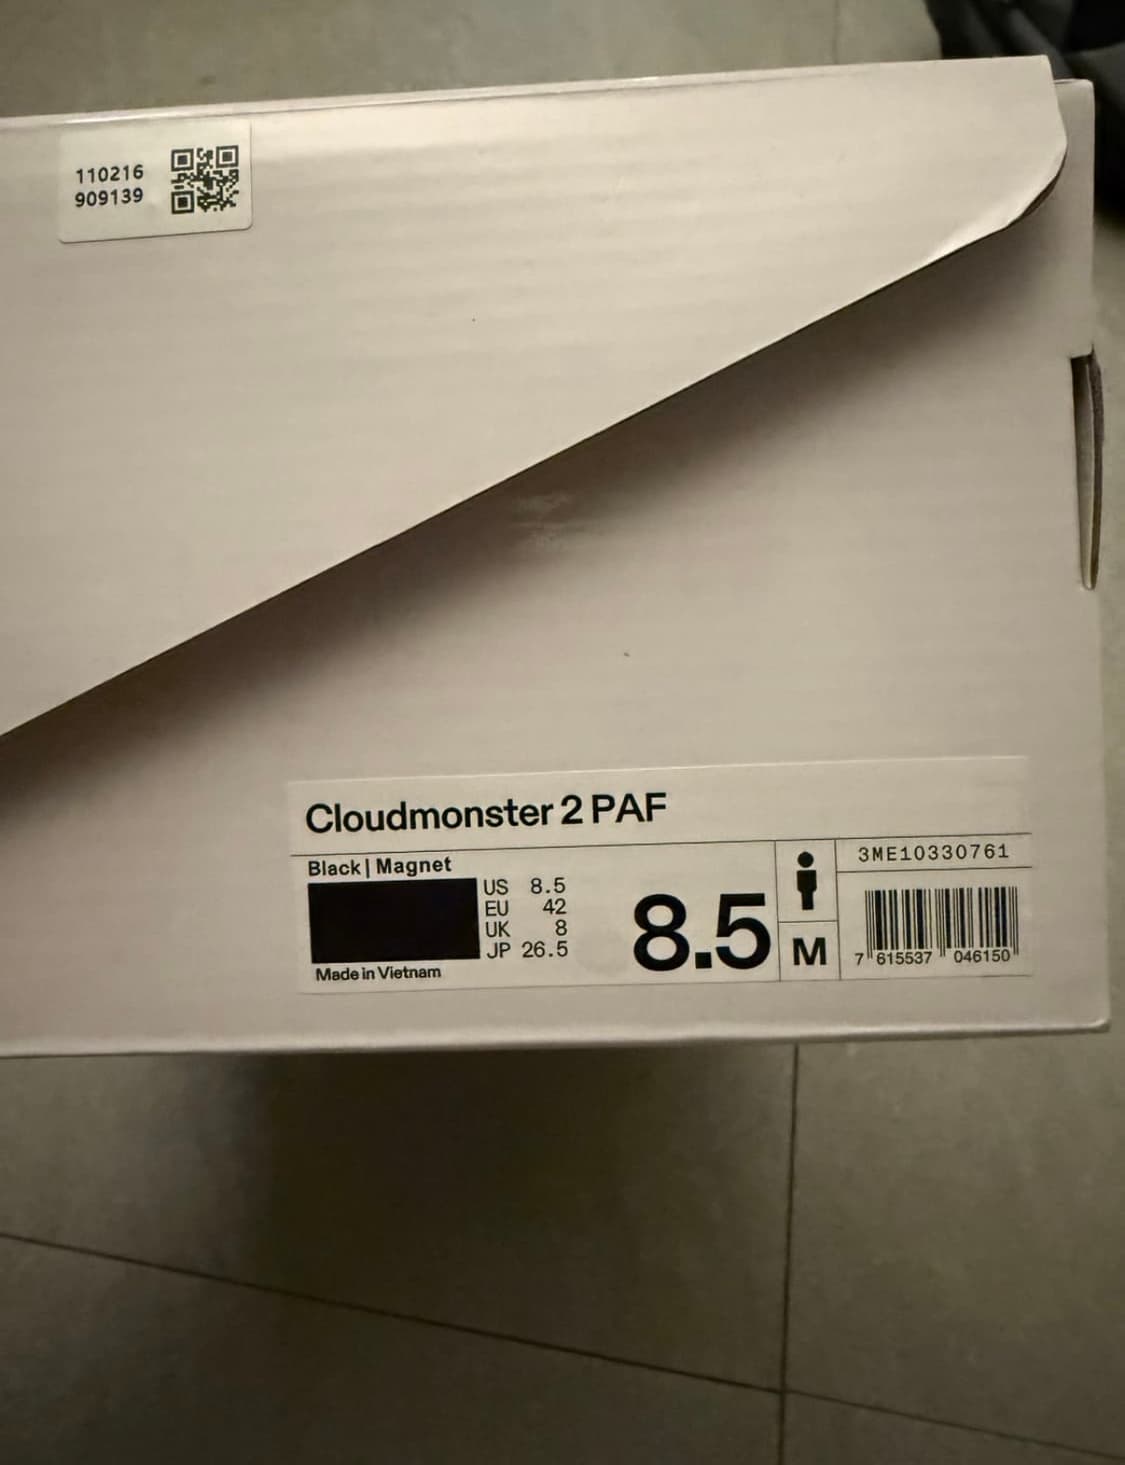 110216
909139
Cloudmonster 2 PAF
Black | Magnet
US 8.5
EU 42
UK 8
JP 26.5
Made in Vietnam
8.5
M
3ME10330761
7 615537 046150